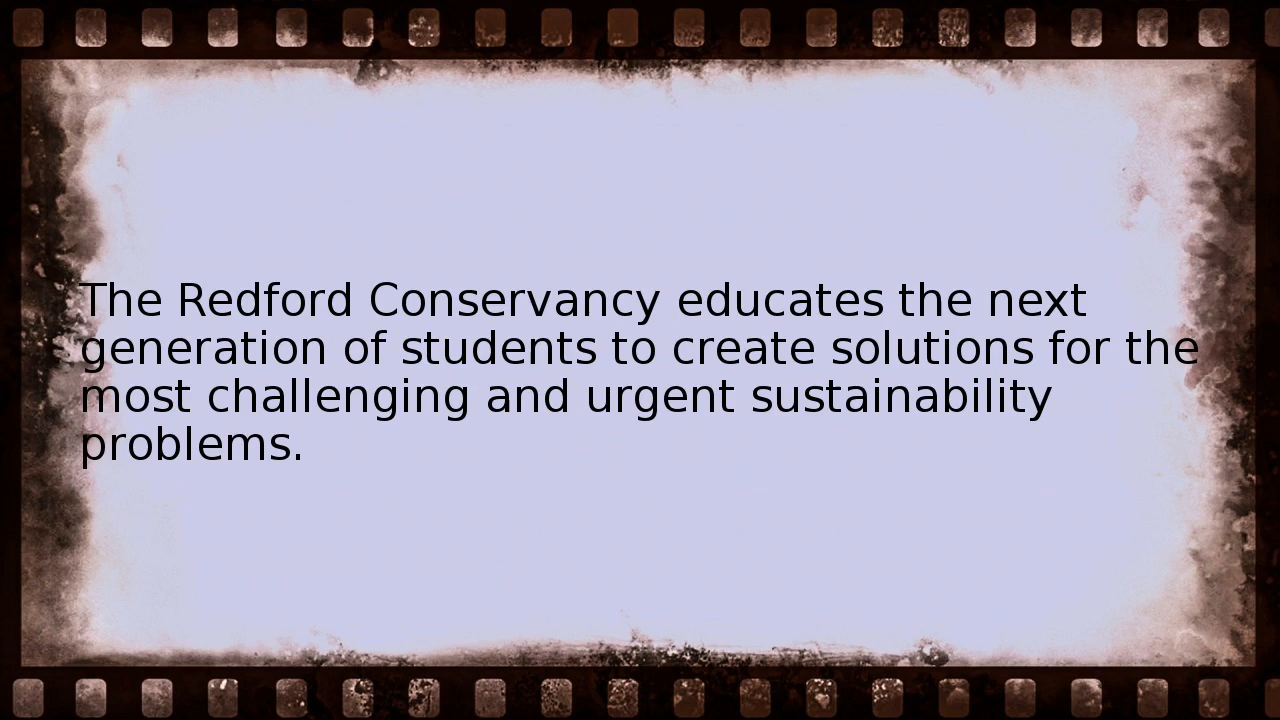 The Redford Conservancy educates the next
generation of students to create solutions for the
most challenging and urgent sustainability
problems.